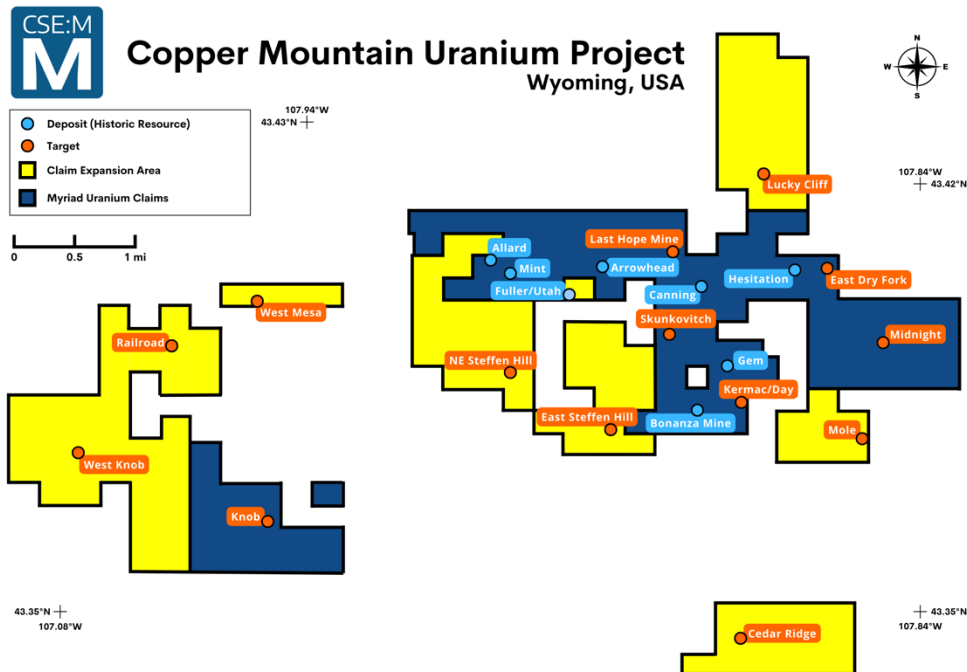 CSE:M
M
Copper Mountain Uranium Project
Wyoming, USA
N
W E
S
Deposit (Historic Resource)
Target
Claim Expansion Area
Myriad Uranium Claims
0 0.5 1 mi
107.94°W
43.43°N
107.84°W
43.42°N
Lucky Cliff
Last Hope Mine
Allard
Mint
Arrowhead
Fuller/Utah
Canning
Hesitation
East Dry Fork
West Mesa
Skunkovitch
Midnight
Railroad
NE Steffen Hill
Gem
Kermac/Day
East Steffen Hill
Bonanza Mine
Mole
West Knob
Knob
43.35°N
107.08°W
43.35°N
107.84°W
Cedar Ridge